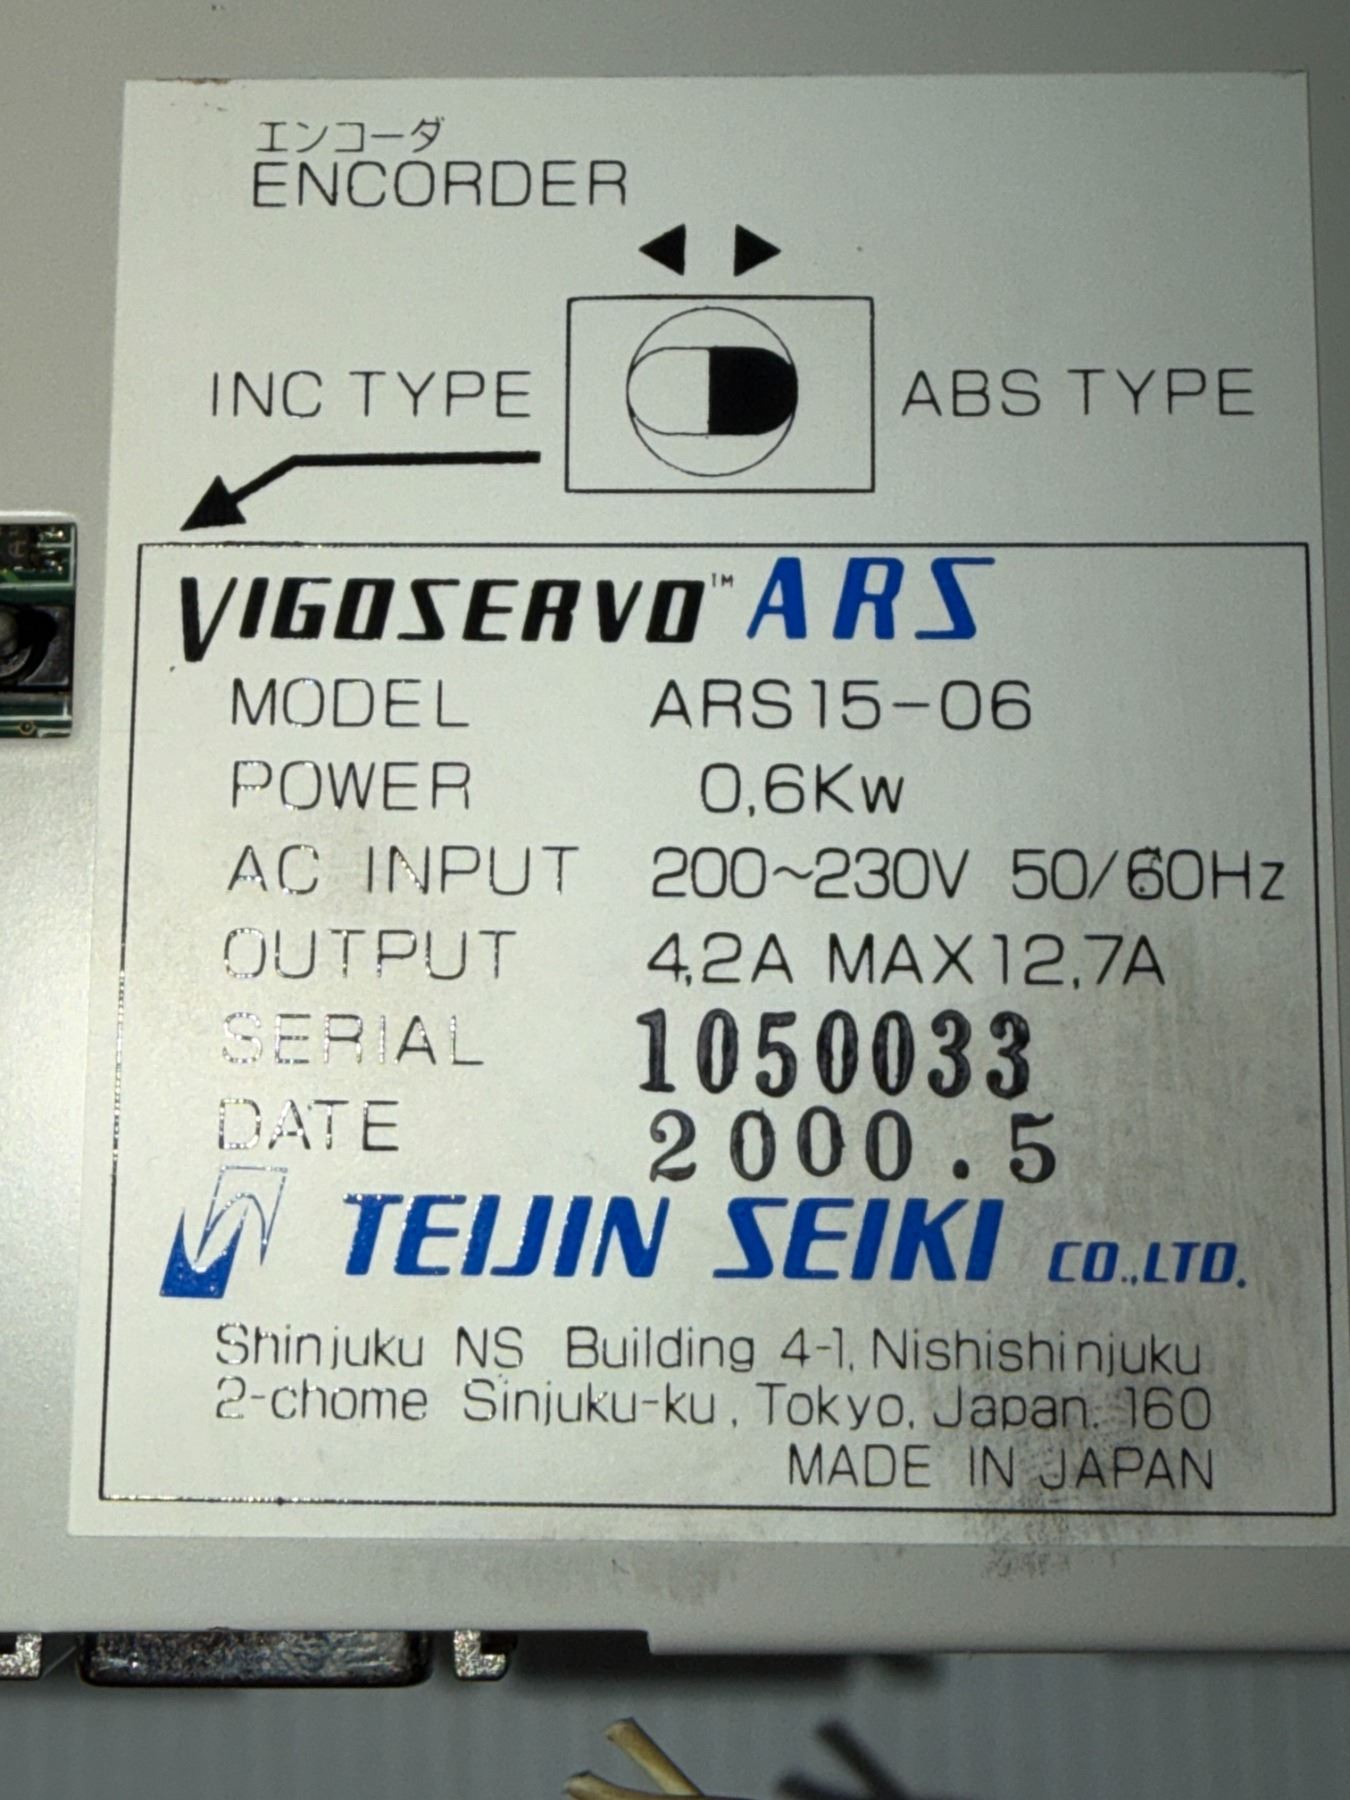 エンコーダ
ENCORDER
INC TYPE ABS TYPE
VIGOSERVO™ ARS
MODEL ARS15-06
POWER 0,6Kw
AC INPUT 200~230V 50/60Hz
OUTPUT 4,2A MAX12,7A
SERIAL 1050033
DATE 2000.5
TEIJIN SEIKI CO.,LTD.
Shinjuku NS Building 4-1, Nishishinjuku
2-chome Sinjuku-ku, Tokyo, Japan. 160
MADE IN JAPAN